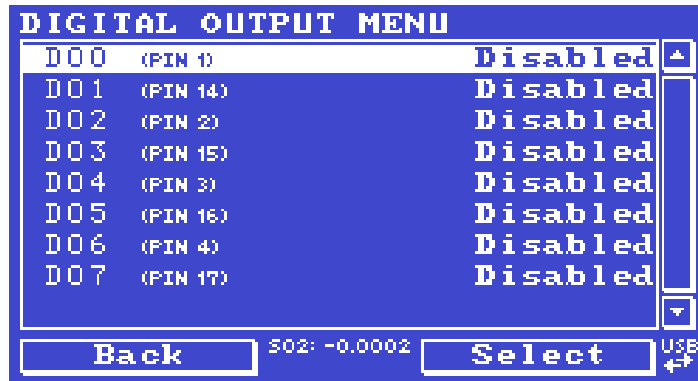 DIGITAL OUTPUT MENU
DO0 (PIN 1) Disabled
DO1 (PIN 14) Disabled
DO2 (PIN 2) Disabled
DO3 (PIN 15) Disabled
DO4 (PIN 3) Disabled
DO5 (PIN 16) Disabled
DO6 (PIN 4) Disabled
DO7 (PIN 17) Disabled
Back SO2: -0.0002 Select USB